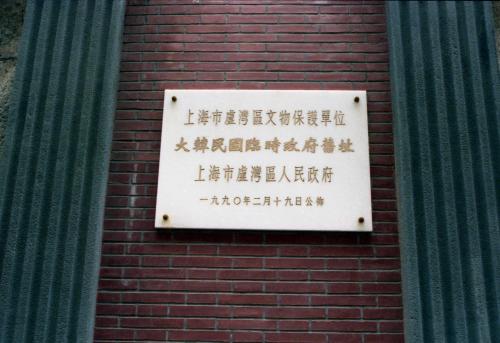 上海市盧灣區文物保護單位
大韓民國臨時政府舊址
上海市盧灣區人民政府
一九九〇年二月十九日公佈